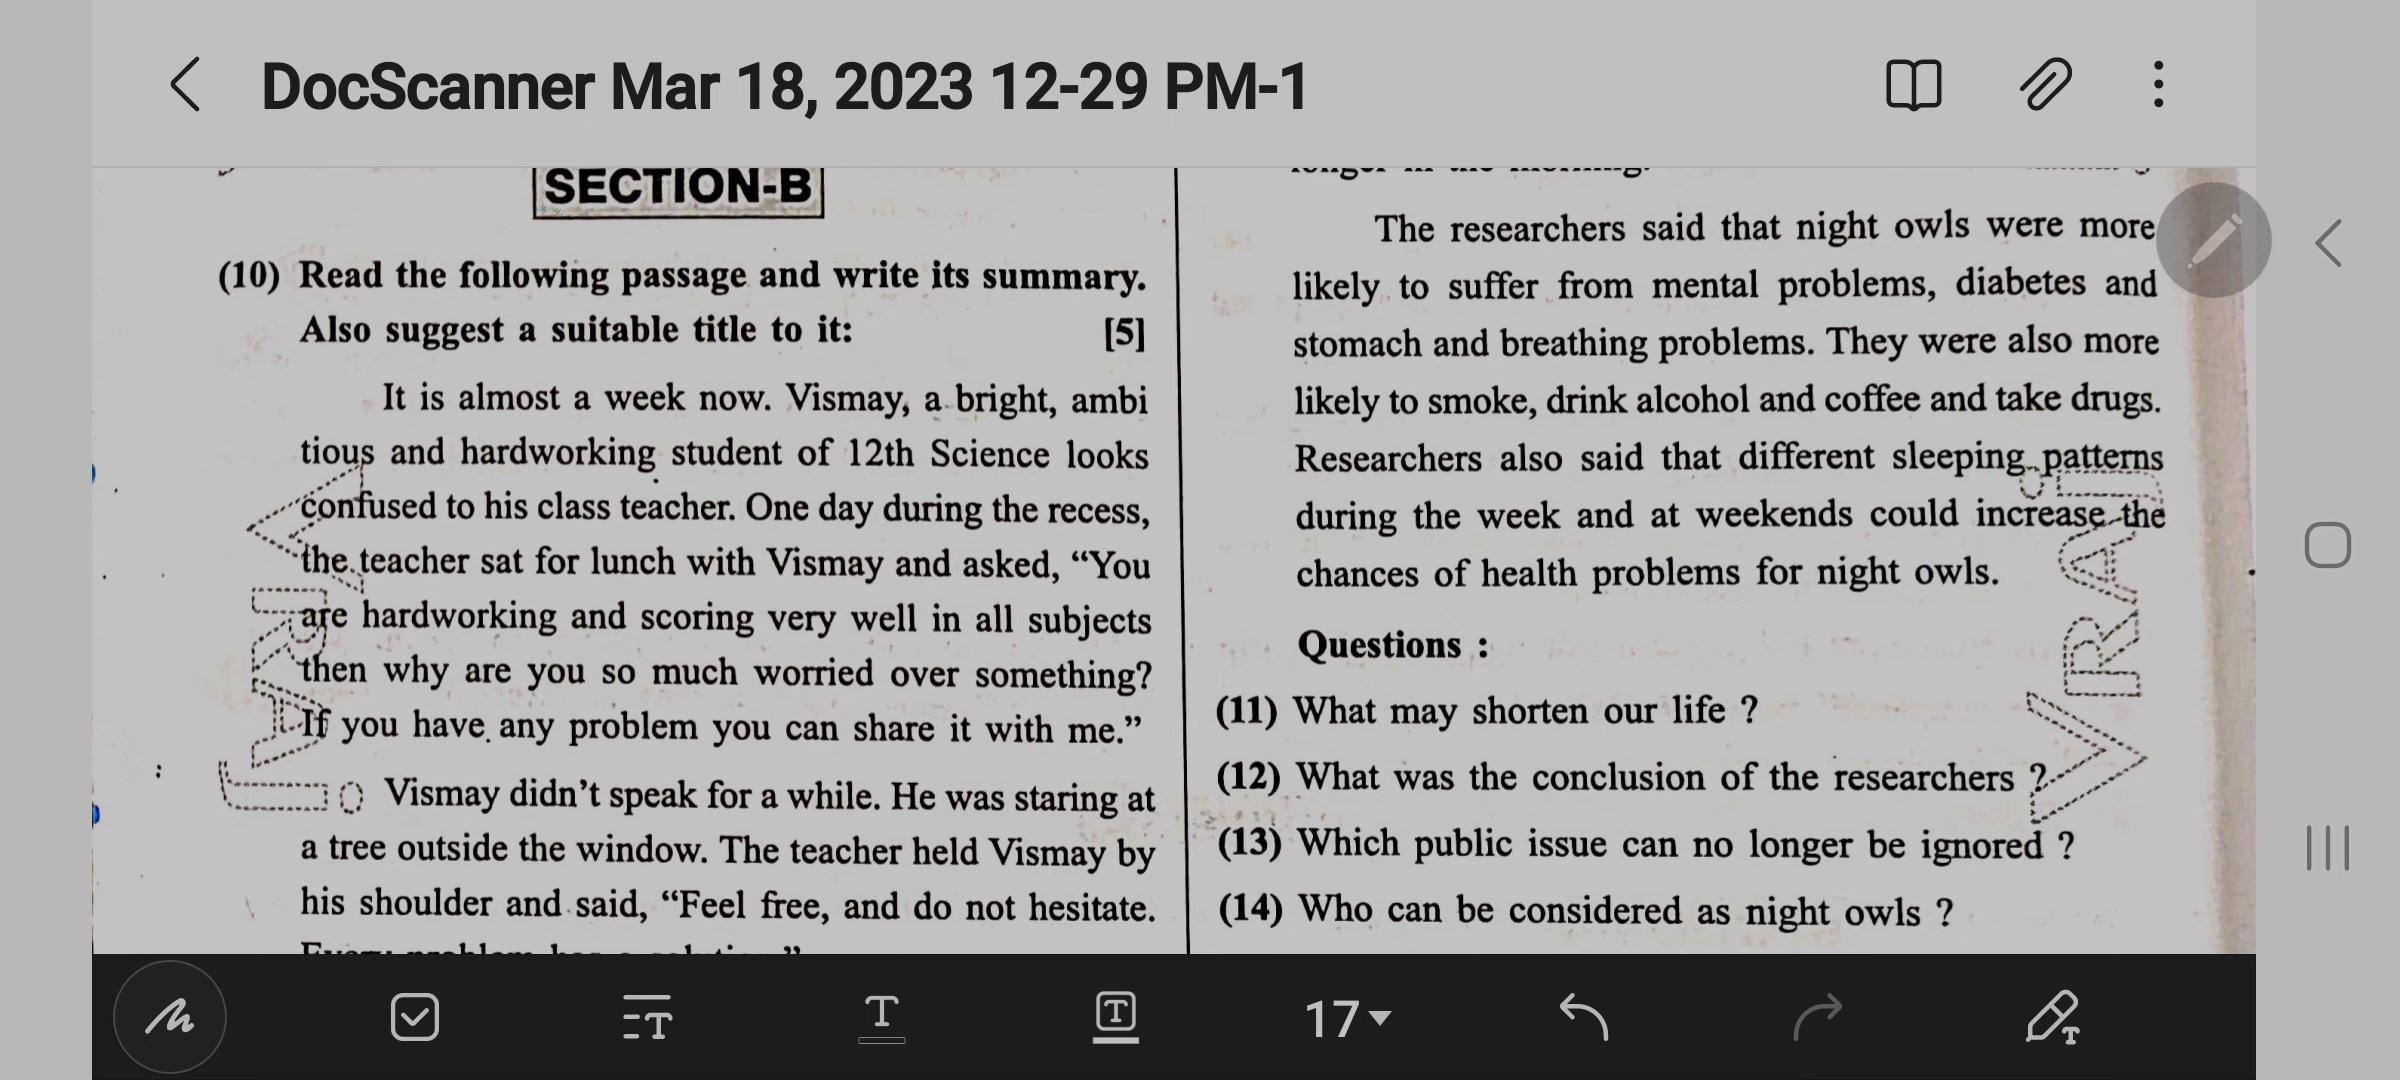 DocScanner Mar 18, 2023 12-29 PM-1
SECTION-B
(10) Read the following passage and write its summary.
Also suggest a suitable title to it: [5]
It is almost a week now. Vismay, a bright, ambi
tious and hardworking student of 12th Science looks
confused to his class teacher. One day during the recess,
the teacher sat for lunch with Vismay and asked, “You
are hardworking and scoring very well in all subjects
then why are you so much worried over something?
If you have any problem you can share it with me.”
Vismay didn’t speak for a while. He was staring at
a tree outside the window. The teacher held Vismay by
his shoulder and said, “Feel free, and do not hesitate.
The researchers said that night owls were more
likely to suffer from mental problems, diabetes and
stomach and breathing problems. They were also more
likely to smoke, drink alcohol and coffee and take drugs.
Researchers also said that different sleeping patterns
during the week and at weekends could increase the
chances of health problems for night owls.
Questions :
(11) What may shorten our life ?
(12) What was the conclusion of the researchers ?
(13) Which public issue can no longer be ignored ?
(14) Who can be considered as night owls ?
17